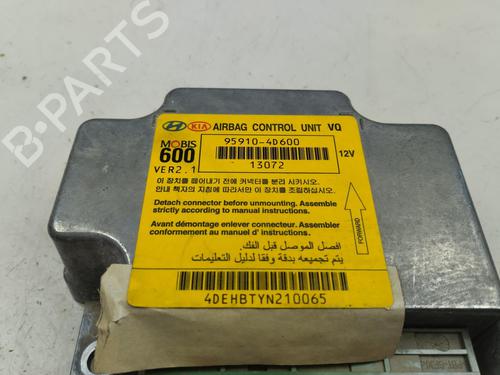 HYUNDAI KIA AIRBAG CONTROL UNIT VQ
MOBIS
600
VER2.1
95910-4D600
13072
12V
이 장치를 떼어내기 전에 커넥터를 분리 시키시오.
안내 책자의 지침에 따라서만 이 장치를 조립하십시오.
Detach connector before unmounting. Assemble
strictly according to manual instructions.
Avant démontage enlever connecteur. Assembler
conformement au manuel d' instructions.
افصل الموصل قبل الفك.
يتم تجميعه بدقة وفقا لدليل التعليمات
FORWARD
4DEHBTYN210065